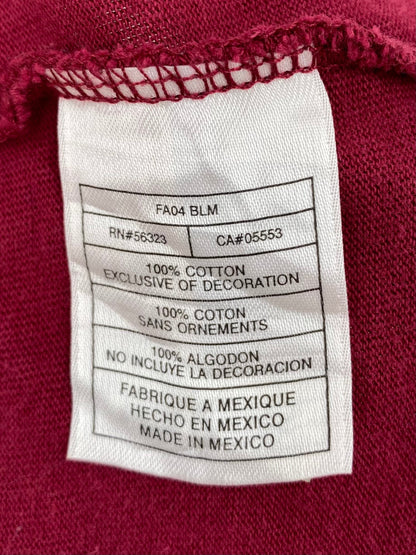 FA04 BLM
RN#56323 CA#05553
100% COTTON
EXCLUSIVE OF DECORATION
100% COTON
SANS ORNEMENTS
100% ALGODON
NO INCLUYE LA DECORACION
FABRIQUE A MEXIQUE
HECHO EN MEXICO
MADE IN MEXICO